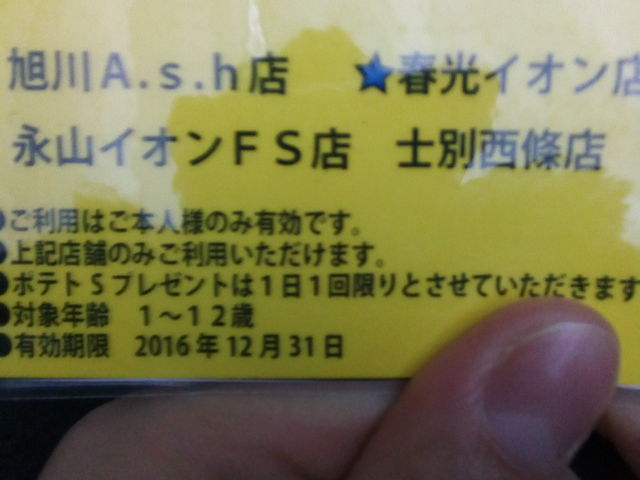 旭川A.s.h店　★春光イオン店
永山イオンFS店　士別西條店
●ご利用はご本人様のみ有効です。
●上記店舗のみご利用いただけます。
●ポテトSプレゼントは1日1回限りとさせていただきます
●対象年齢　1～12歳
●有効期限　2016年12月31日